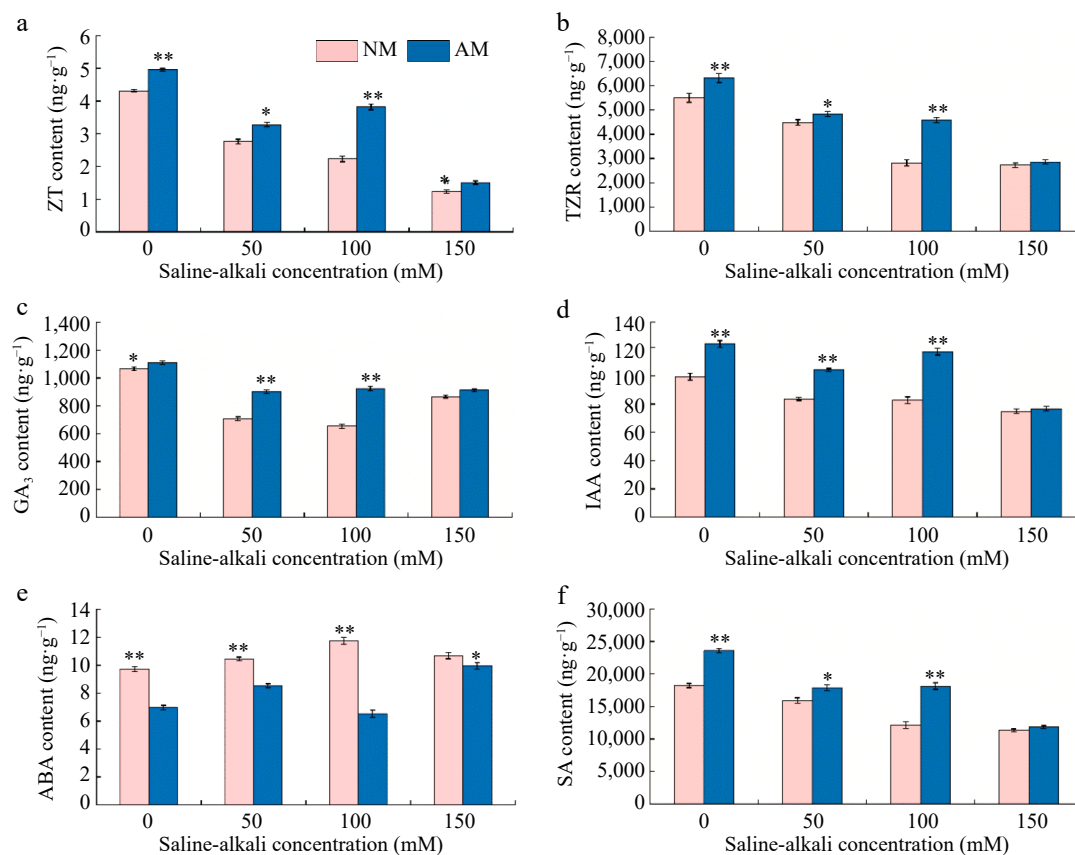 a
ZT content (ng·g⁻¹)
6
5
4
3
2
1
0
** * ** *
NM AM
0 50 100 150
Saline-alkali concentration (mM)
b
TZR content (ng·g⁻¹)
8,000
7,000
6,000
5,000
4,000
3,000
2,000
1,000
0
** * **
0 50 100 150
Saline-alkali concentration (mM)
c
GA₃ content (ng·g⁻¹)
1,400
1,200
1,000
800
600
400
200
0
* ** **
0 50 100 150
Saline-alkali concentration (mM)
d
IAA content (ng·g⁻¹)
140
120
100
80
60
40
20
0
** ** **
0 50 100 150
Saline-alkali concentration (mM)
e
ABA content (ng·g⁻¹)
14
12
10
8
6
4
2
0
** ** ** *
0 50 100 150
Saline-alkali concentration (mM)
f
SA content (ng·g⁻¹)
30,000
25,000
20,000
15,000
10,000
5,000
0
** * **
0 50 100 150
Saline-alkali concentration (mM)